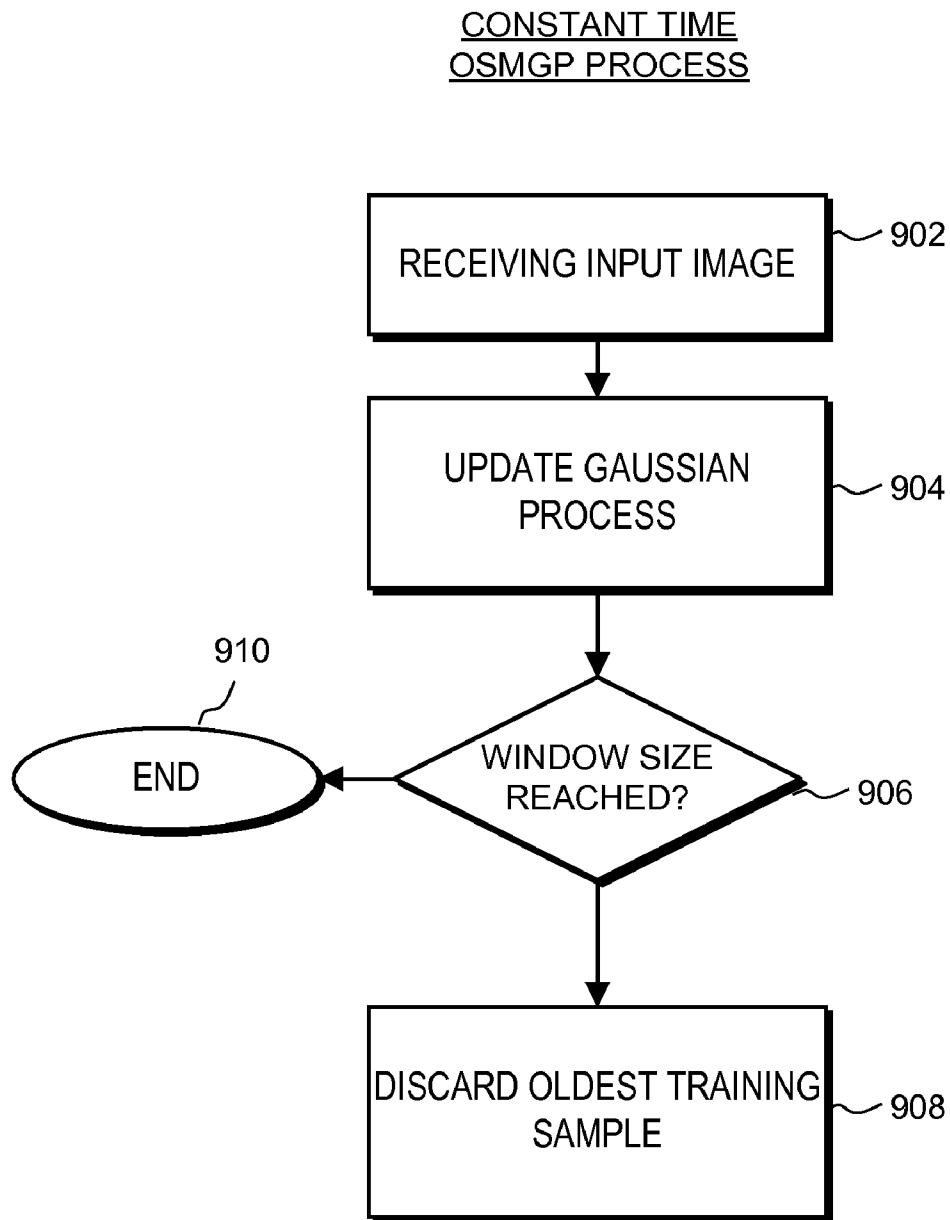 CONSTANT TIME
OSMGP PROCESS
RECEIVING INPUT IMAGE
902
UPDATE GAUSSIAN
PROCESS
904
910
END
WINDOW SIZE
REACHED?
906
DISCARD OLDEST TRAINING
SAMPLE
908